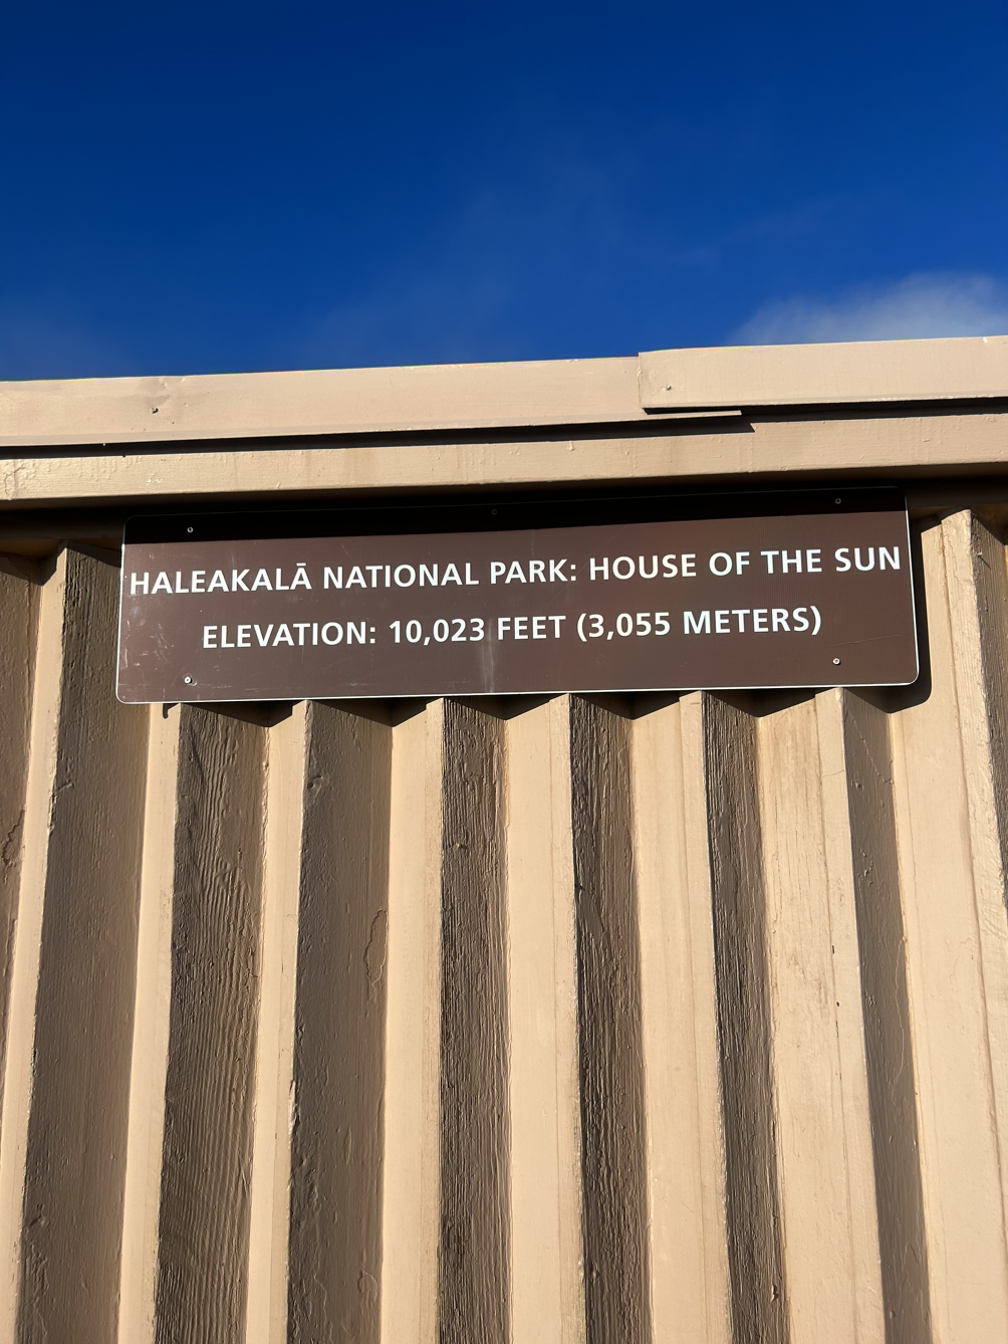 HALEAKALĀ NATIONAL PARK: HOUSE OF THE SUN
ELEVATION: 10,023 FEET (3,055 METERS)